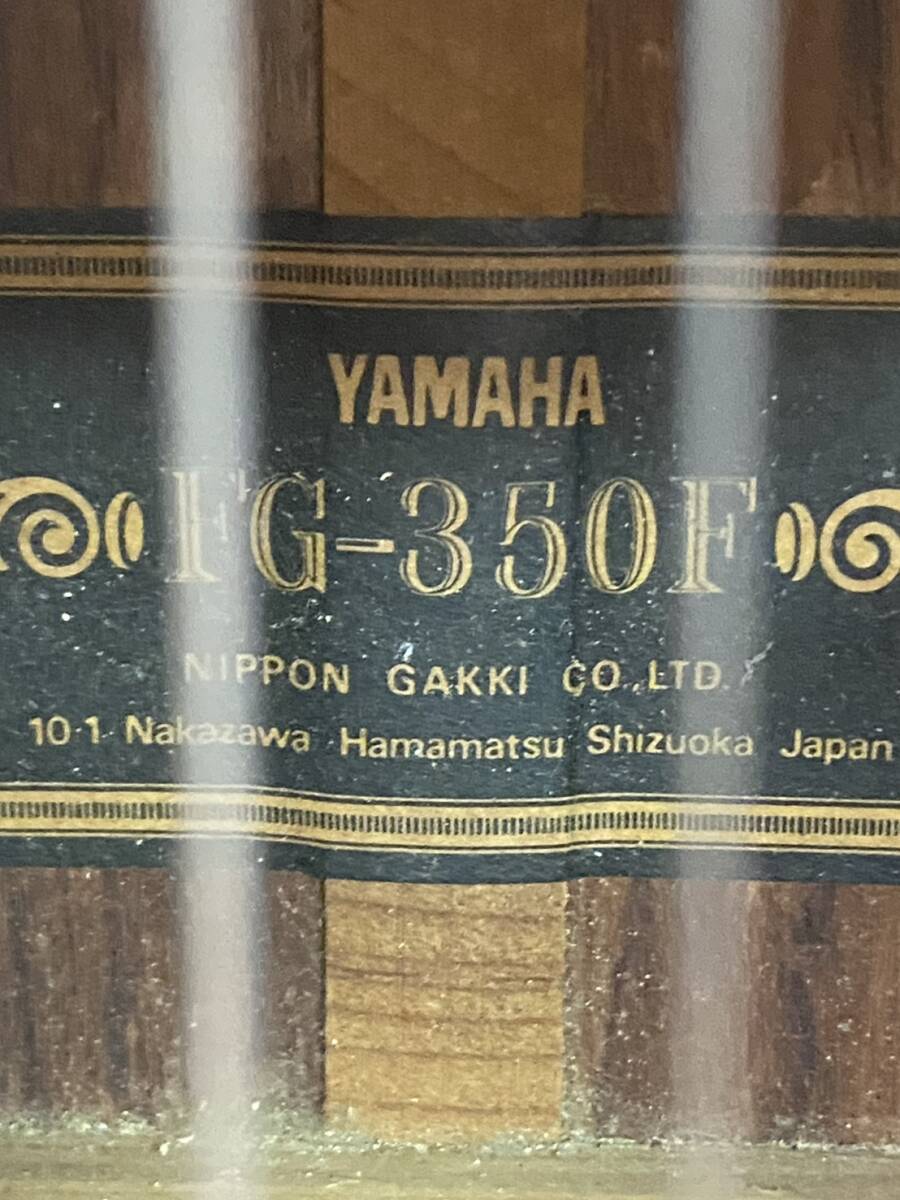 YAMAHA
FG-350F
NIPPON GAKKI CO.,LTD.
10-1 Nakazawa Hamamatsu Shizuoka Japan